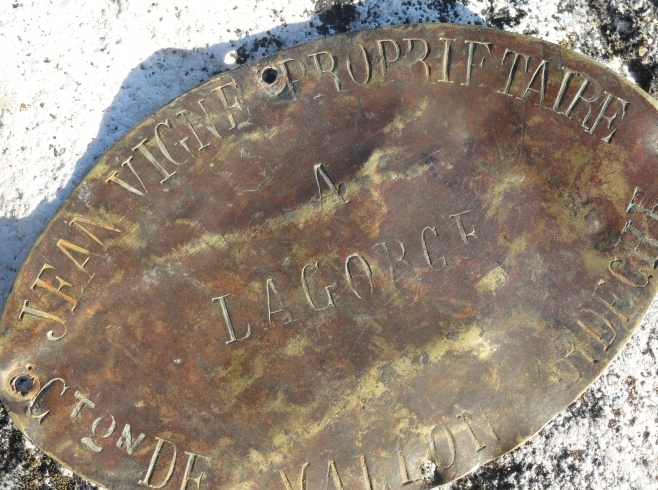 JEAN VIGNE PROPRIETAIRE
A
LAGORCE
CTON DE VALLON ARDECHE